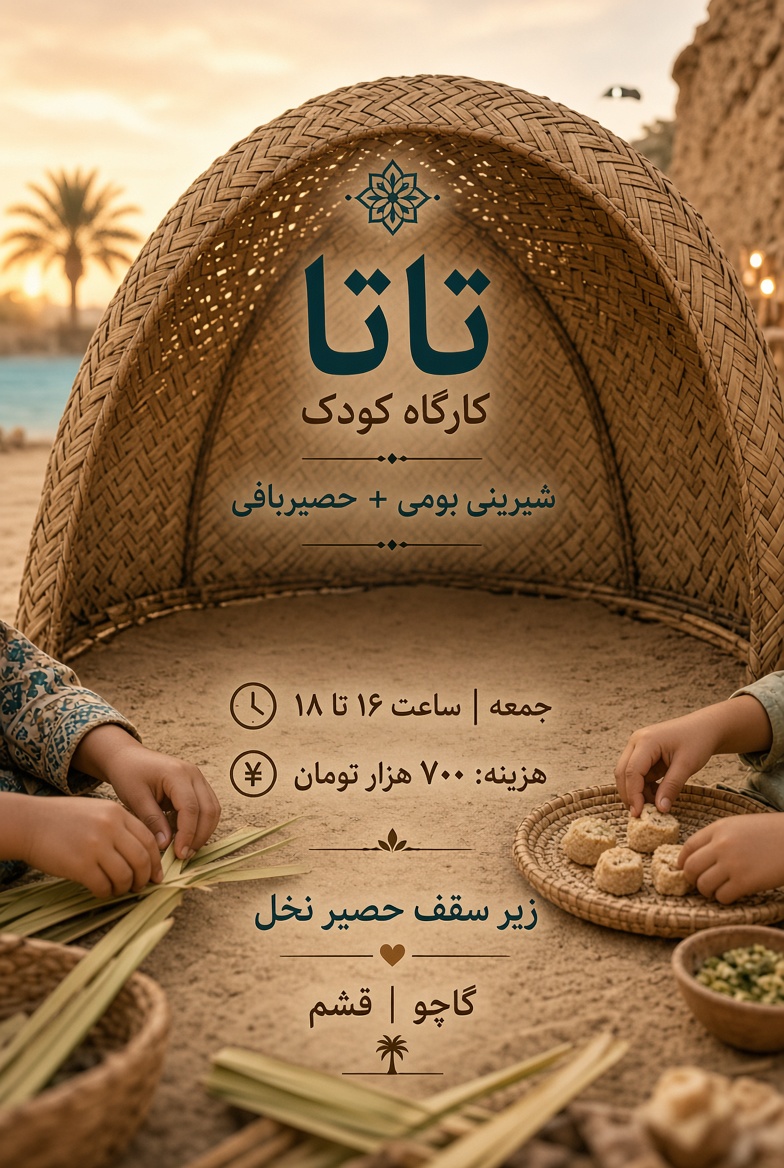 تاتا
کارگاه کودک
شیرینی بومی + حصیربافی
جمعه | ساعت ۱۶ تا ۱۸
¥ هزینه: ۷۰۰ هزار تومان
زیر سقف حصیر نخل
گاچو | قشم